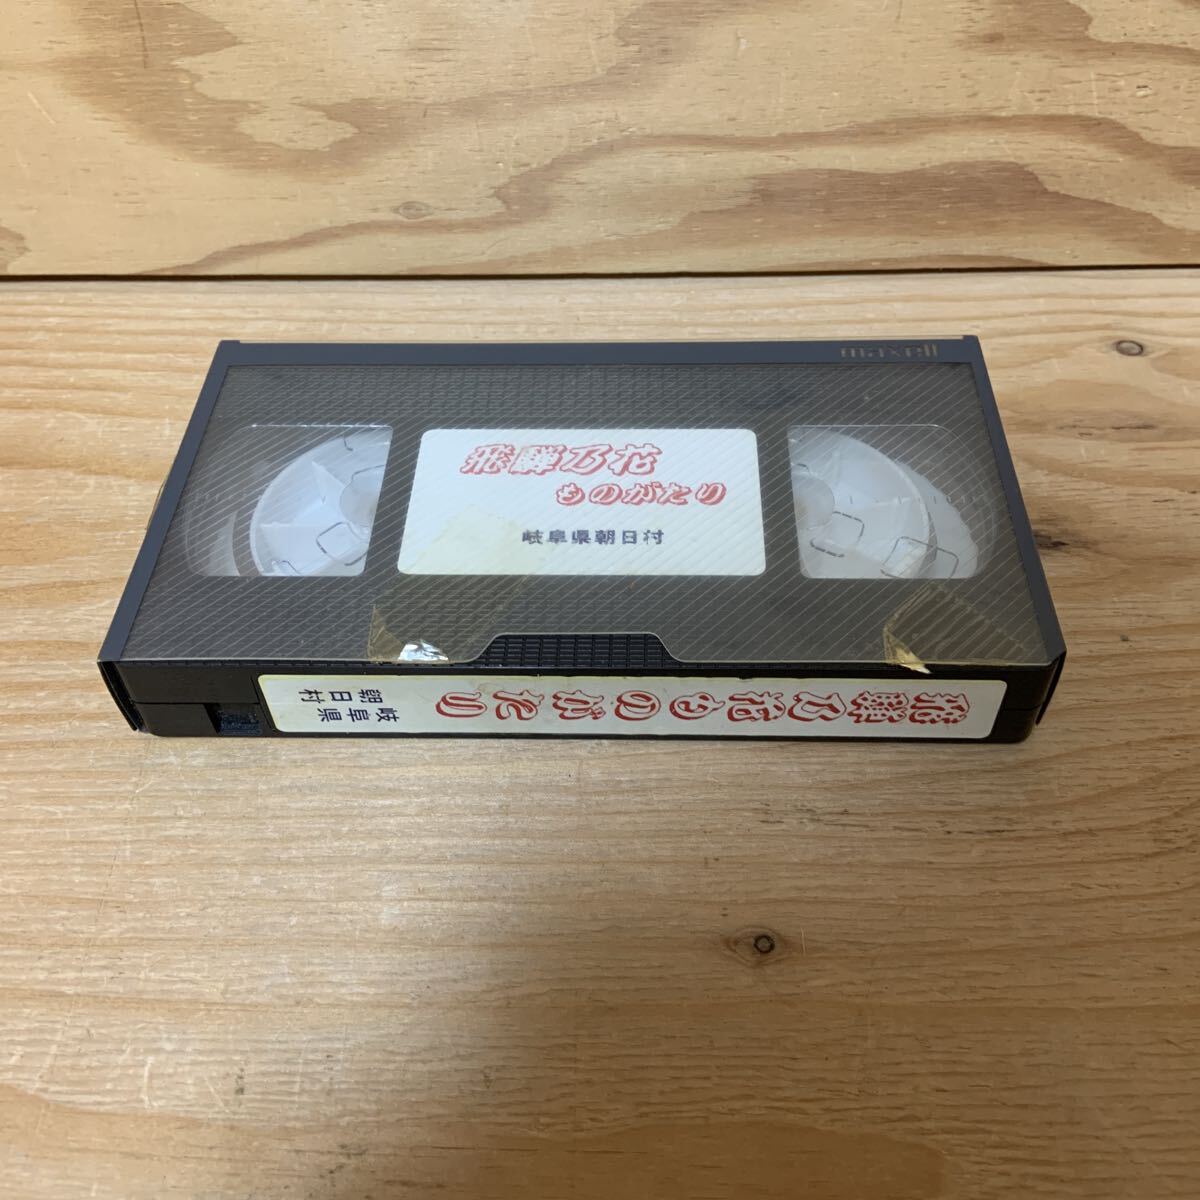 maxell
飛騨乃花
ものがたり
岐阜県朝日村
飛騨乃花ものがたり
岐阜県
朝日村